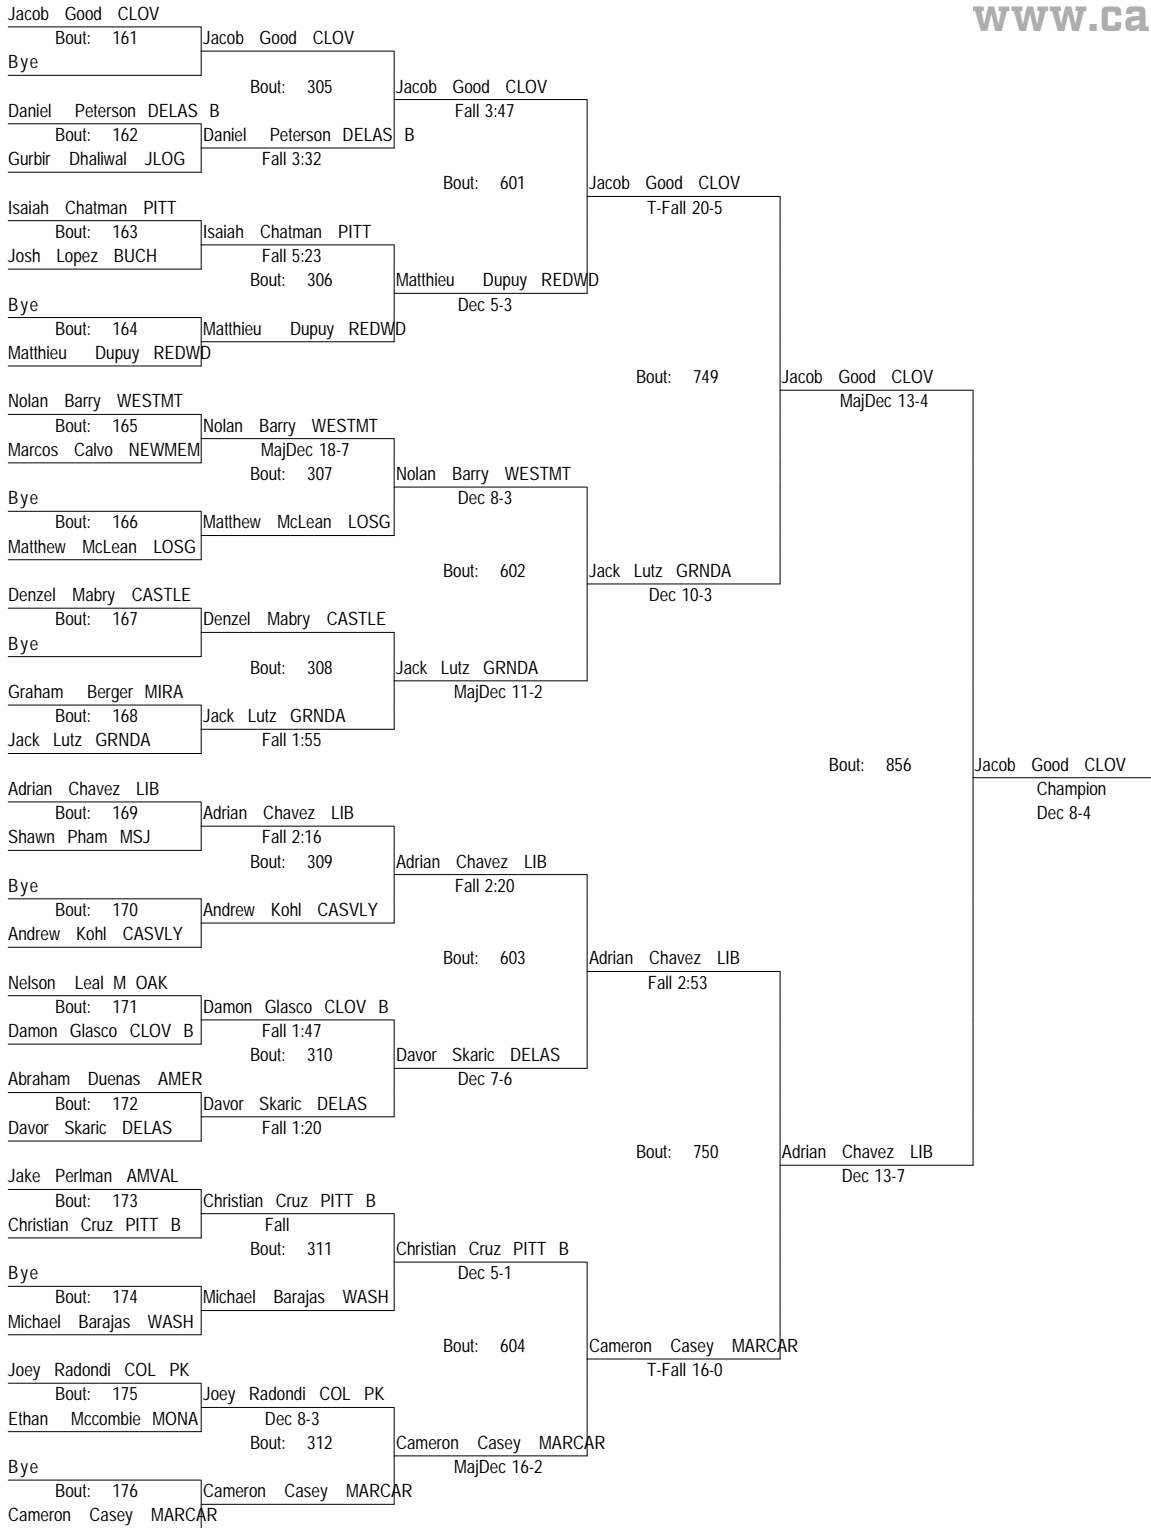 www.ca
Jacob Good CLOV
Bout: 161
Jacob Good CLOV
Bye
Bout: 305
Jacob Good CLOV
Fall 3:47
Daniel Peterson DELAS B
Bout: 162
Daniel Peterson DELAS B
Gurbir Dhaliwal JLOG
Fall 3:32
Bout: 601
Jacob Good CLOV
T-Fall 20-5
Isaiah Chatman PITT
Bout: 163
Isaiah Chatman PITT
Josh Lopez BUCH
Fall 5:23
Bout: 306
Matthieu Dupuy REDWD
Dec 5-3
Bye
Bout: 164
Matthieu Dupuy REDWD
Matthieu Dupuy REDWD
Bout: 749
Jacob Good CLOV
MajDec 13-4
Nolan Barry WESTMT
Bout: 165
Nolan Barry WESTMT
Marcos Calvo NEWMEM
MajDec 18-7
Bout: 307
Nolan Barry WESTMT
Dec 8-3
Bye
Bout: 166
Matthew McLean LOSG
Matthew McLean LOSG
Bout: 602
Jack Lutz GRNDA
Dec 10-3
Denzel Mabry CASTLE
Bout: 167
Denzel Mabry CASTLE
Bye
Bout: 308
Jack Lutz GRNDA
MajDec 11-2
Graham Berger MIRA
Bout: 168
Jack Lutz GRNDA
Jack Lutz GRNDA
Fall 1:55
Bout: 856
Jacob Good CLOV
Champion
Dec 8-4
Adrian Chavez LIB
Bout: 169
Adrian Chavez LIB
Shawn Pham MSJ
Fall 2:16
Bout: 309
Adrian Chavez LIB
Fall 2:20
Bye
Bout: 170
Andrew Kohl CASVLY
Andrew Kohl CASVLY
Bout: 603
Adrian Chavez LIB
Fall 2:53
Nelson Leal M OAK
Bout: 171
Damon Glasco CLOV B
Damon Glasco CLOV B
Fall 1:47
Bout: 310
Davor Skaric DELAS
Dec 7-6
Abraham Duenas AMER
Bout: 172
Davor Skaric DELAS
Davor Skaric DELAS
Fall 1:20
Bout: 750
Adrian Chavez LIB
Dec 13-7
Jake Perlman AMVAL
Bout: 173
Christian Cruz PITT B
Christian Cruz PITT B
Fall
Bout: 311
Christian Cruz PITT B
Dec 5-1
Bye
Bout: 174
Michael Barajas WASH
Michael Barajas WASH
Bout: 604
Cameron Casey MARCAR
T-Fall 16-0
Joey Radondi COL PK
Bout: 175
Joey Radondi COL PK
Ethan Mccombie MONA
Dec 8-3
Bout: 312
Cameron Casey MARCAR
MajDec 16-2
Bye
Bout: 176
Cameron Casey MARCAR
Cameron Casey MARCAR